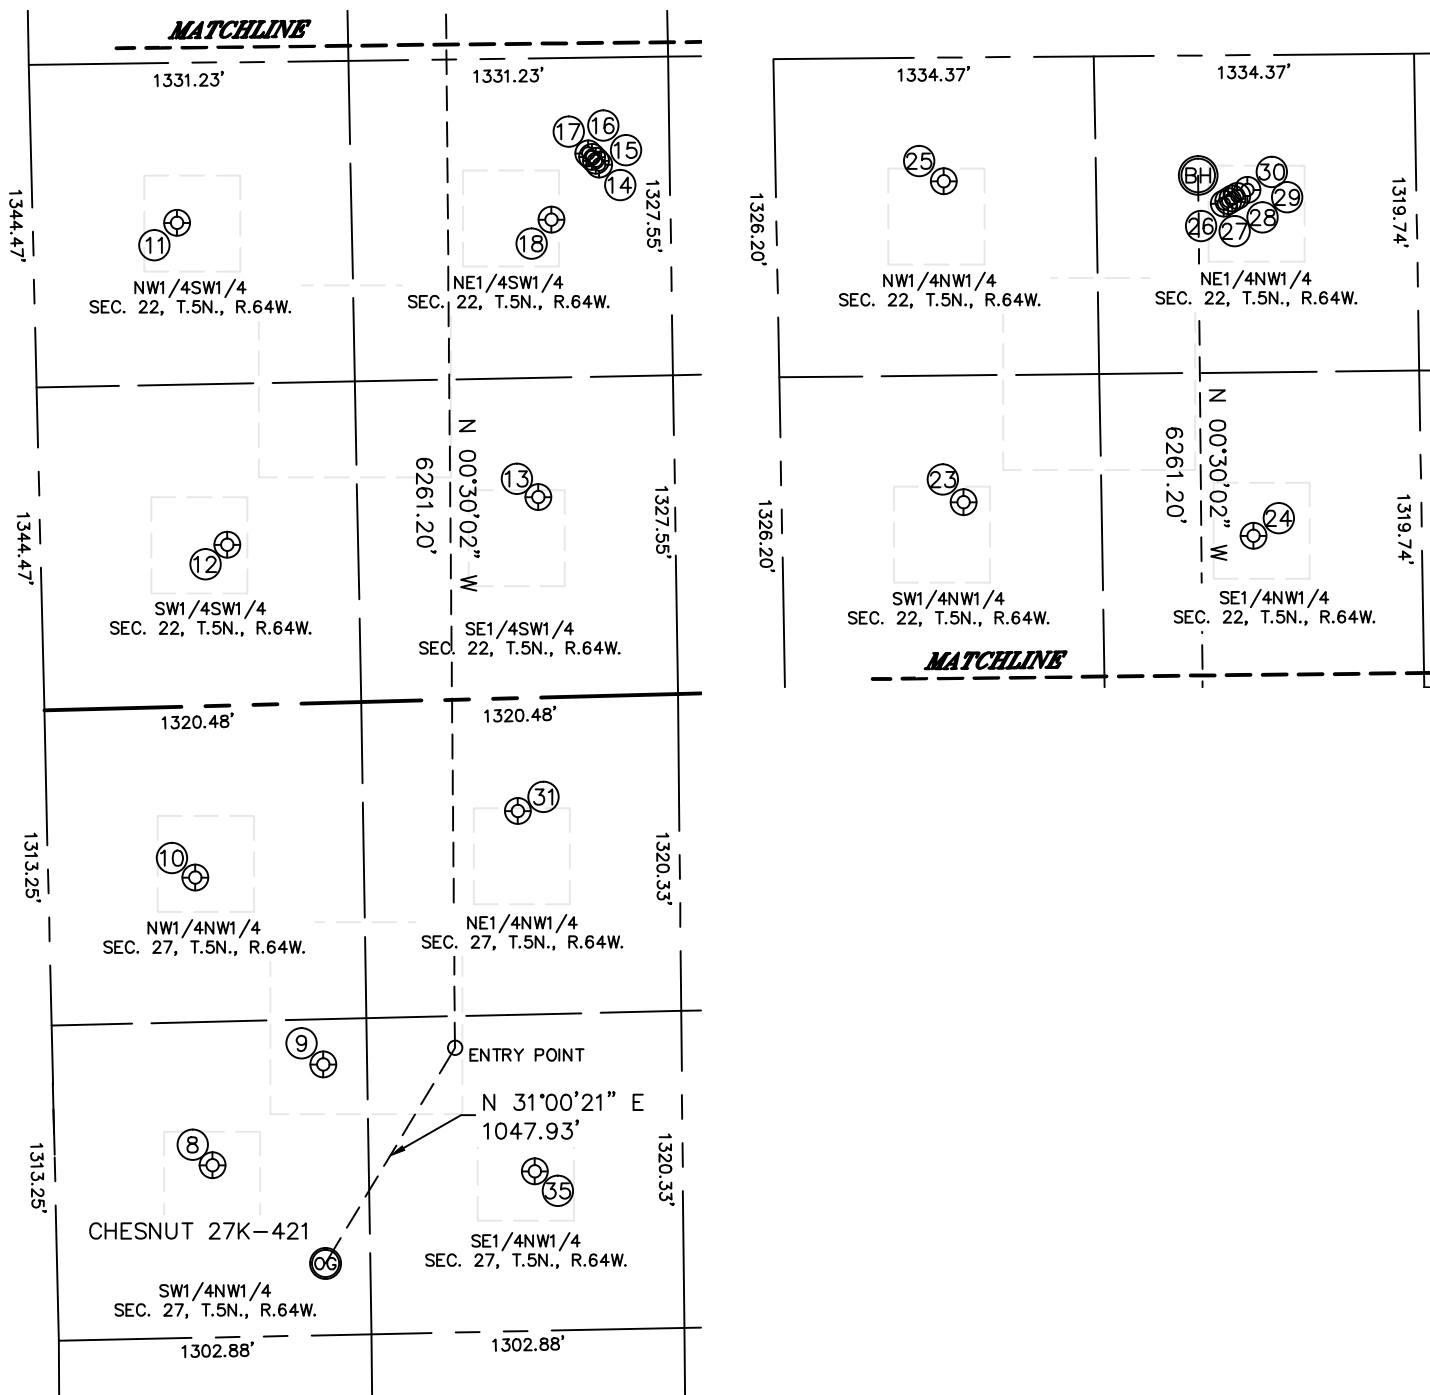 MATCHLINE
1331.23'
1331.23'
17
16
15
14
1344.47'
1327.55'
11
18
NW1/4SW1/4
SEC. 22, T.5N., R.64W.
NE1/4SW1/4
SEC. 22, T.5N., R.64W.
N 00°30'02" W
6261.20'
13
1344.47'
1327.55'
12
SW1/4SW1/4
SEC. 22, T.5N., R.64W.
SE1/4SW1/4
SEC. 22, T.5N., R.64W.
1320.48'
1320.48'
31
10
1313.25'
1320.33'
NW1/4NW1/4
SEC. 27, T.5N., R.64W.
NE1/4NW1/4
SEC. 27, T.5N., R.64W.
9
ENTRY POINT
N 31°00'21" E
1047.93'
8
35
1313.25'
1320.33'
CHESNUT 27K-421
OG
SE1/4NW1/4
SEC. 27, T.5N., R.64W.
SW1/4NW1/4
SEC. 27, T.5N., R.64W.
1302.88'
1302.88'
1334.37'
1334.37'
25
BH
30
29
28
27
26
1326.20'
1319.74'
NW1/4NW1/4
SEC. 22, T.5N., R.64W.
NE1/4NW1/4
SEC. 22, T.5N., R.64W.
N 00°30'02" W
6261.20'
23
24
1326.20'
1319.74'
SW1/4NW1/4
SEC. 22, T.5N., R.64W.
SE1/4NW1/4
SEC. 22, T.5N., R.64W.
MATCHLINE